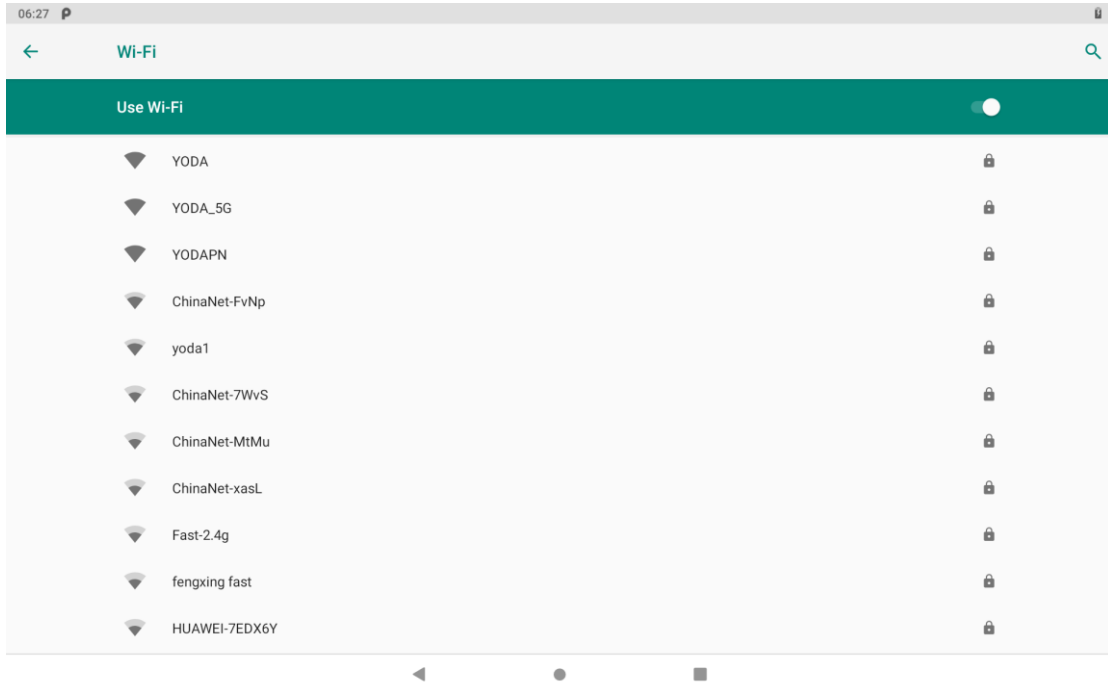 06:27
Wi-Fi
Use Wi-Fi
YODA
YODA_5G
YODAPN
ChinaNet-FvNp
yoda1
ChinaNet-7WvS
ChinaNet-MtMu
ChinaNet-xasL
Fast-2.4g
fengxing fast
HUAWEI-7EDX6Y